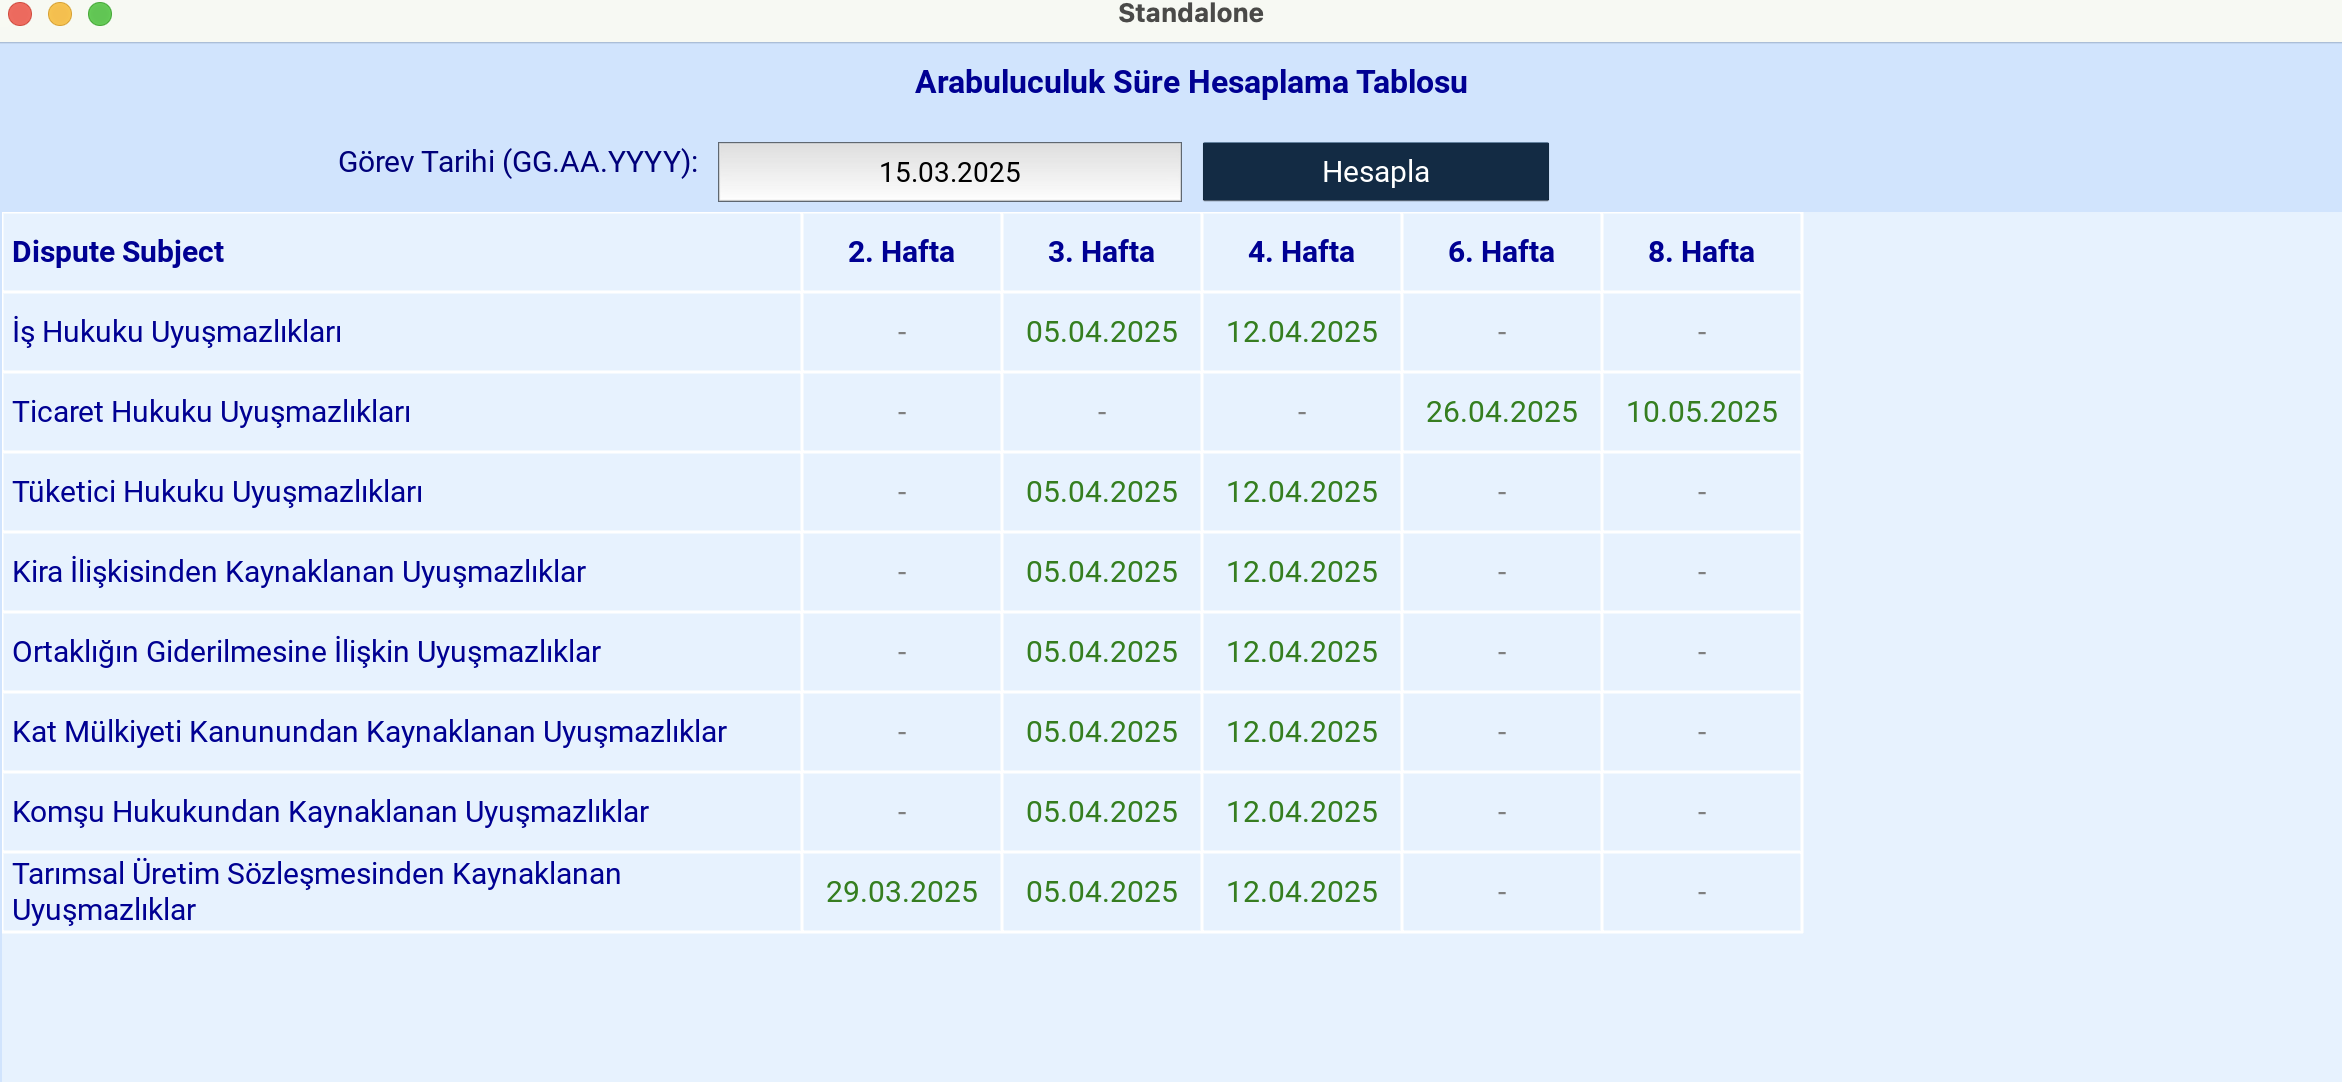 Standalone
Arabuluculuk Süre Hesaplama Tablosu
Görev Tarihi (GG.AA.YYYY): 15.03.2025 Hesapla
Dispute Subject 2. Hafta 3. Hafta 4. Hafta 6. Hafta 8. Hafta
İş Hukuku Uyuşmazlıkları - 05.04.2025 12.04.2025 - -
Ticaret Hukuku Uyuşmazlıkları - - - 26.04.2025 10.05.2025
Tüketici Hukuku Uyuşmazlıkları - 05.04.2025 12.04.2025 - -
Kira İlişkisinden Kaynaklanan Uyuşmazlıklar - 05.04.2025 12.04.2025 - -
Ortaklığın Giderilmesine İlişkin Uyuşmazlıklar - 05.04.2025 12.04.2025 - -
Kat Mülkiyeti Kanunundan Kaynaklanan Uyuşmazlıklar - 05.04.2025 12.04.2025 - -
Komşu Hukukundan Kaynaklanan Uyuşmazlıklar - 05.04.2025 12.04.2025 - -
Tarımsal Üretim Sözleşmesinden Kaynaklanan
Uyuşmazlıklar 29.03.2025 05.04.2025 12.04.2025 - -